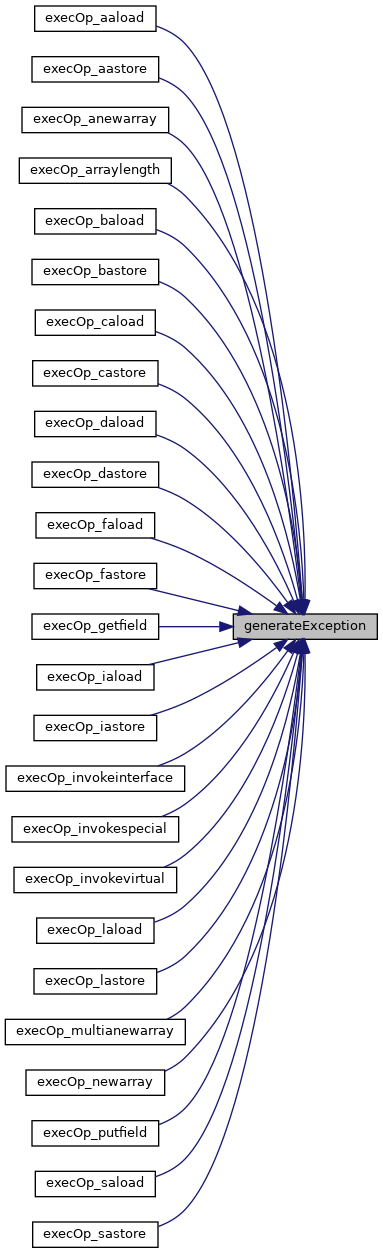 execOp_aaload
execOp_aastore
execOp_anewarray
execOp_arraylength
execOp_baload
execOp_bastore
execOp_caload
execOp_castore
execOp_daload
execOp_dastore
execOp_faload
execOp_fastore
execOp_getfield
generateException
execOp_iaload
execOp_iastore
execOp_invokeinterface
execOp_invokespecial
execOp_invokevirtual
execOp_laload
execOp_lastore
execOp_multianewarray
execOp_newarray
execOp_putfield
execOp_saload
execOp_sastore